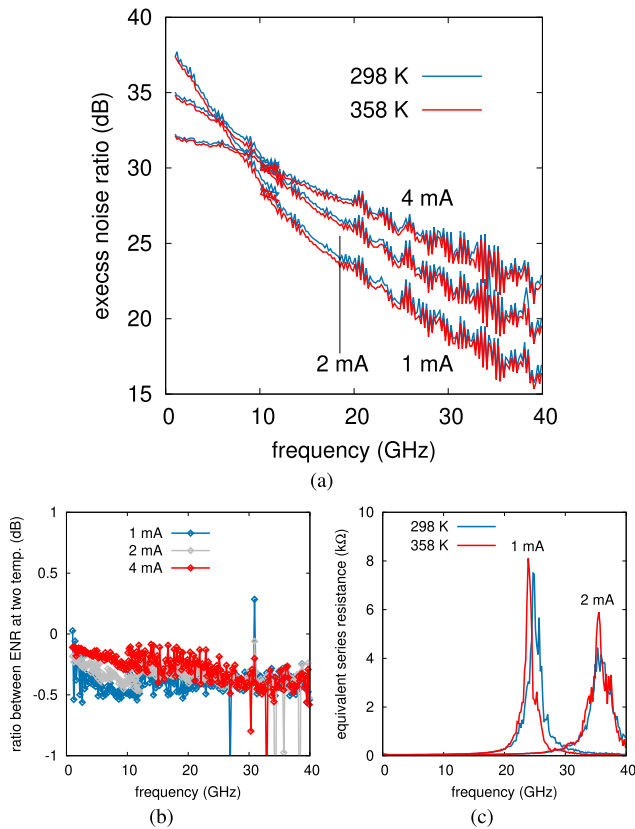 40
35
30
25
20
15
execss noise ratio (dB)
298 K
358 K
4 mA
2 mA
1 mA
0
10
20
30
40
frequency (GHz)
(a)
1
0.5
0
-0.5
-1
ratio between ENR at two temp. (dB)
1 mA
2 mA
4 mA
0
10
20
30
40
frequency (GHz)
(b)
10
8
6
4
2
0
equivalent series resistance (kΩ)
298 K
358 K
1 mA
2 mA
0
10
20
30
40
frequency (GHz)
(c)